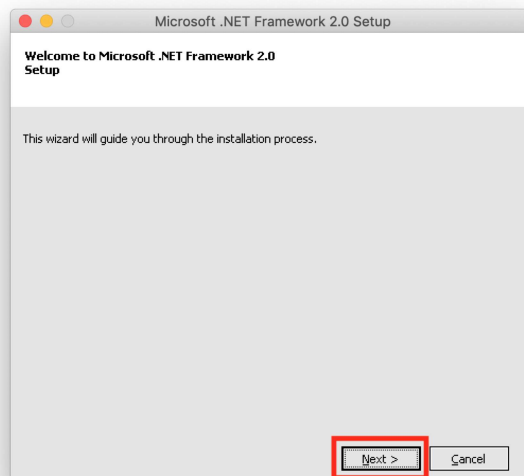 Microsoft .NET Framework 2.0 Setup
Welcome to Microsoft .NET Framework 2.0
Setup
This wizard will guide you through the installation process.
Next >
Cancel